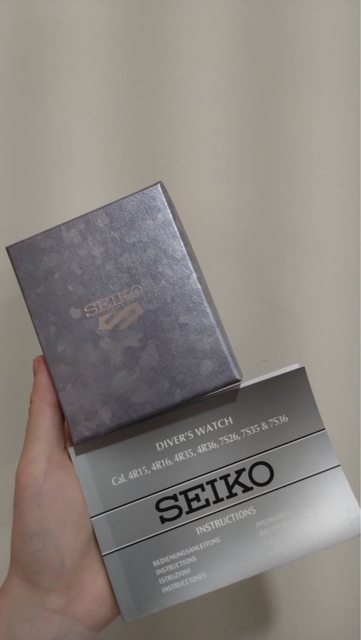 SEIKO
DIVER'S WATCH
Cal. 4R15, 4R16, 4R35, 4R36, 7S26, 7S35 & 7S36
SEIKO
INSTRUCTIONS
BEDIENUNGSANLEITUNG
INSTRUCTIONS
ISTRUZIONI
INSTRUCCIONES